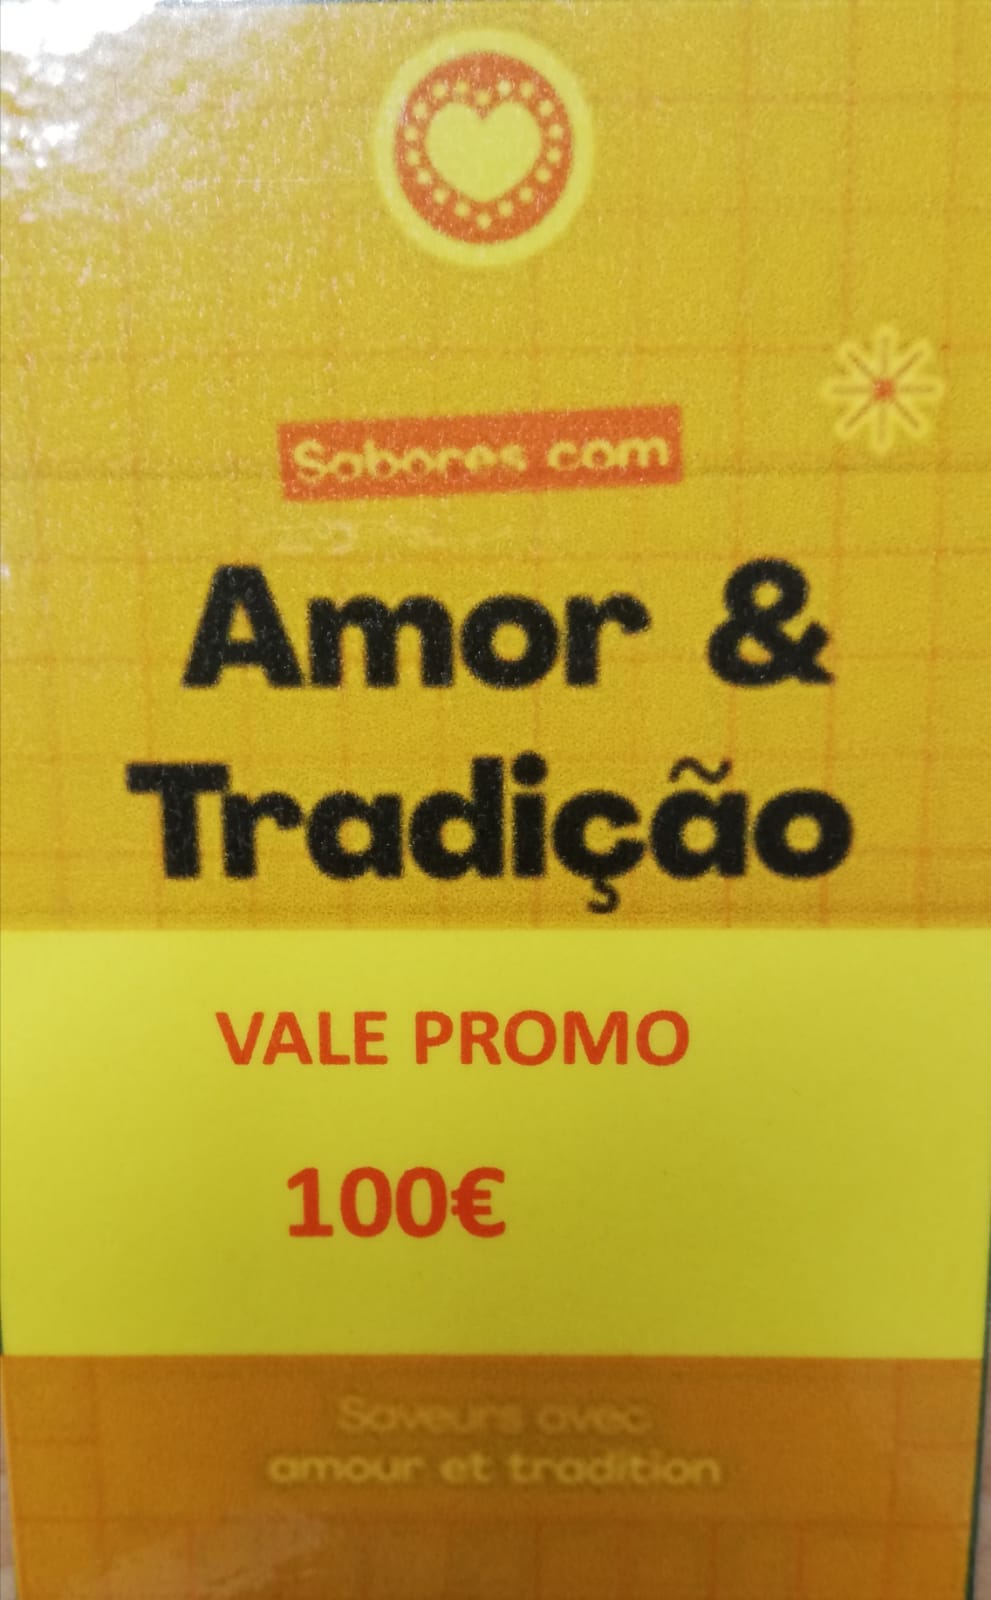 Sabores com
Amor &
Tradição
VALE PROMO
100€
Saveurs avec
amour et tradition